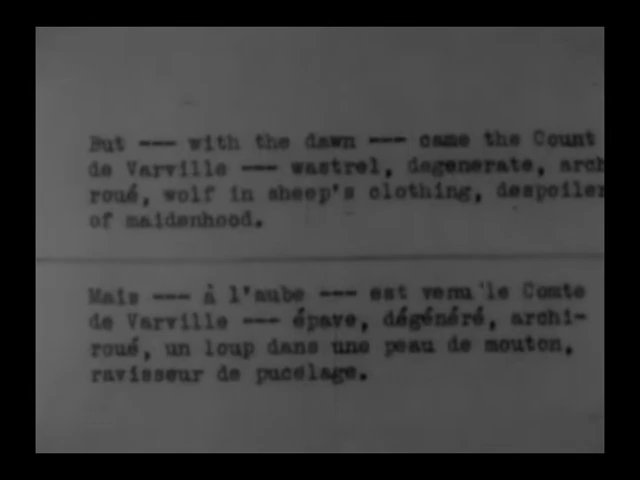 But --- with the dawn --- came the Count
de Varville --- wastrel, degenerate, arch
roué, wolf in sheep's clothing, despoiler
of maidenhood.
Mais --- à l'aube --- est venu le Comte
de Varville --- épave, dégénéré, archi-
roué, un loup dans une peau de mouton,
ravisseur de pucelage.